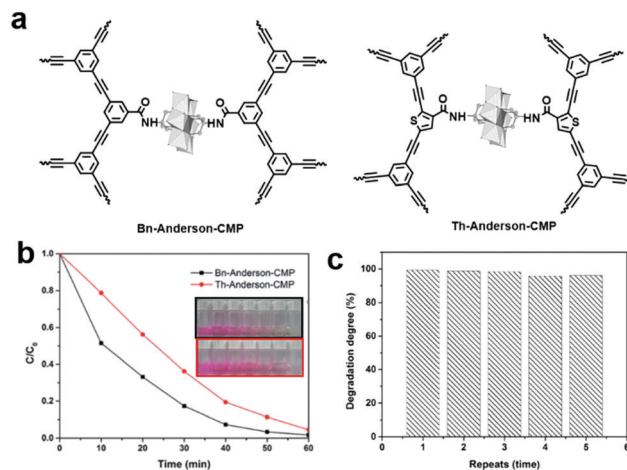 a
O
NH
HN
O
Bn-Anderson-CMP
S
O
NH
HN
O
S
Th-Anderson-CMP
b
C/C0
1.0
0.8
0.6
0.4
0.2
0.0
0 10 20 30 40 50 60
Time (min)
Bn-Anderson-CMP
Th-Anderson-CMP
c
Degradation degree (%)
100
80
60
40
20
0
0 1 2 3 4 5 6
Repeats (time)